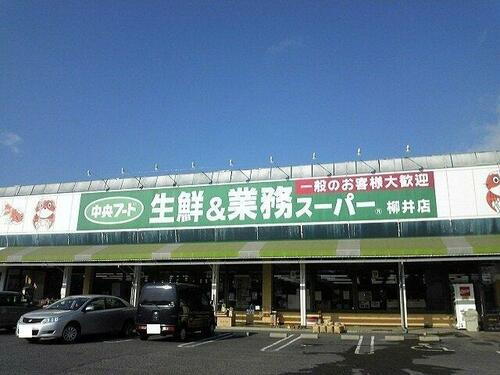 中央フード
生鮮&業務スーパー®
一般のお客様大歓迎
柳井店